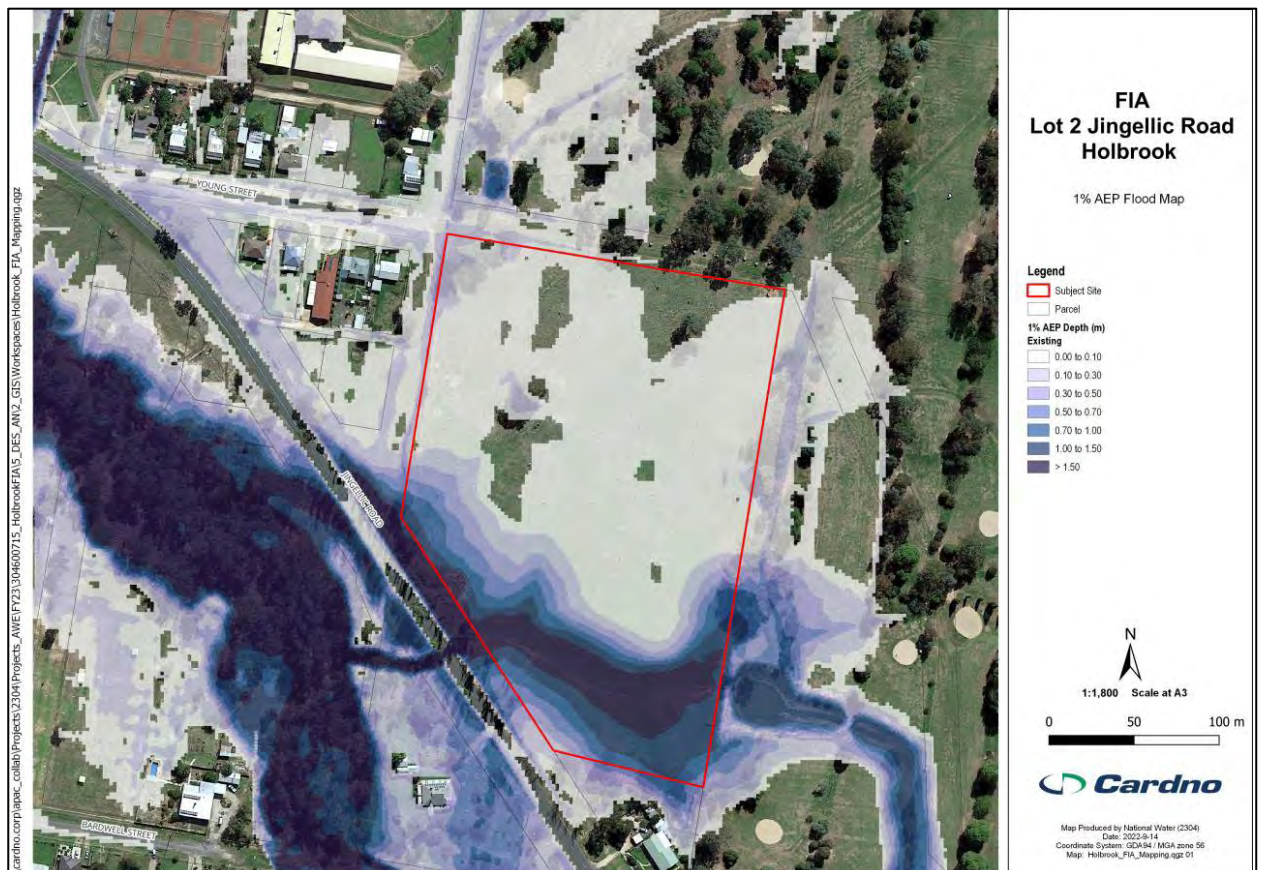 \cardno.corp\apac_collab\Projects\2304\Projects_AWE\FY23\304600715_HolbrookFIA\5_DES_AN\2_GIS\Workspaces\Holbrook_FIA_Mapping.qgz
YOUNG STREET
JINGELLIC ROAD
BARDWELL STREET
FIA
Lot 2 Jingellic Road
Holbrook
1% AEP Flood Map
Legend
Subject Site
Parcel
1% AEP Depth (m)
Existing
0.00 to 0.10
0.10 to 0.30
0.30 to 0.50
0.50 to 0.70
0.70 to 1.00
1.00 to 1.50
> 1.50
N
1:1,800 Scale at A3
0 50 100 m
Cardno
Map Produced by National Water (2304)
Date: 2022-9-14
Coordinate System: GDA94 / MGA zone 56
Map: Holbrook_FIA_Mapping.qgz 01